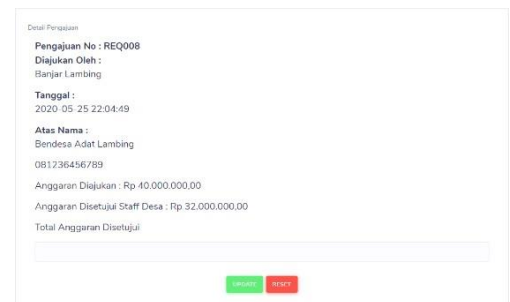 Detail Pengajuan
Pengajuan No : REQ008
Diajukan Oleh :
Banjar Lambing
Tanggal :
2020-05-25 22:04:49
Atas Nama :
Bendesa Adat Lambing
081236456789
Anggaran Diajukan : Rp 40.000.000,00
Anggaran Disetujui Staff Desa : Rp 32.000.000,00
Total Anggaran Disetujui
UPDATE RESET